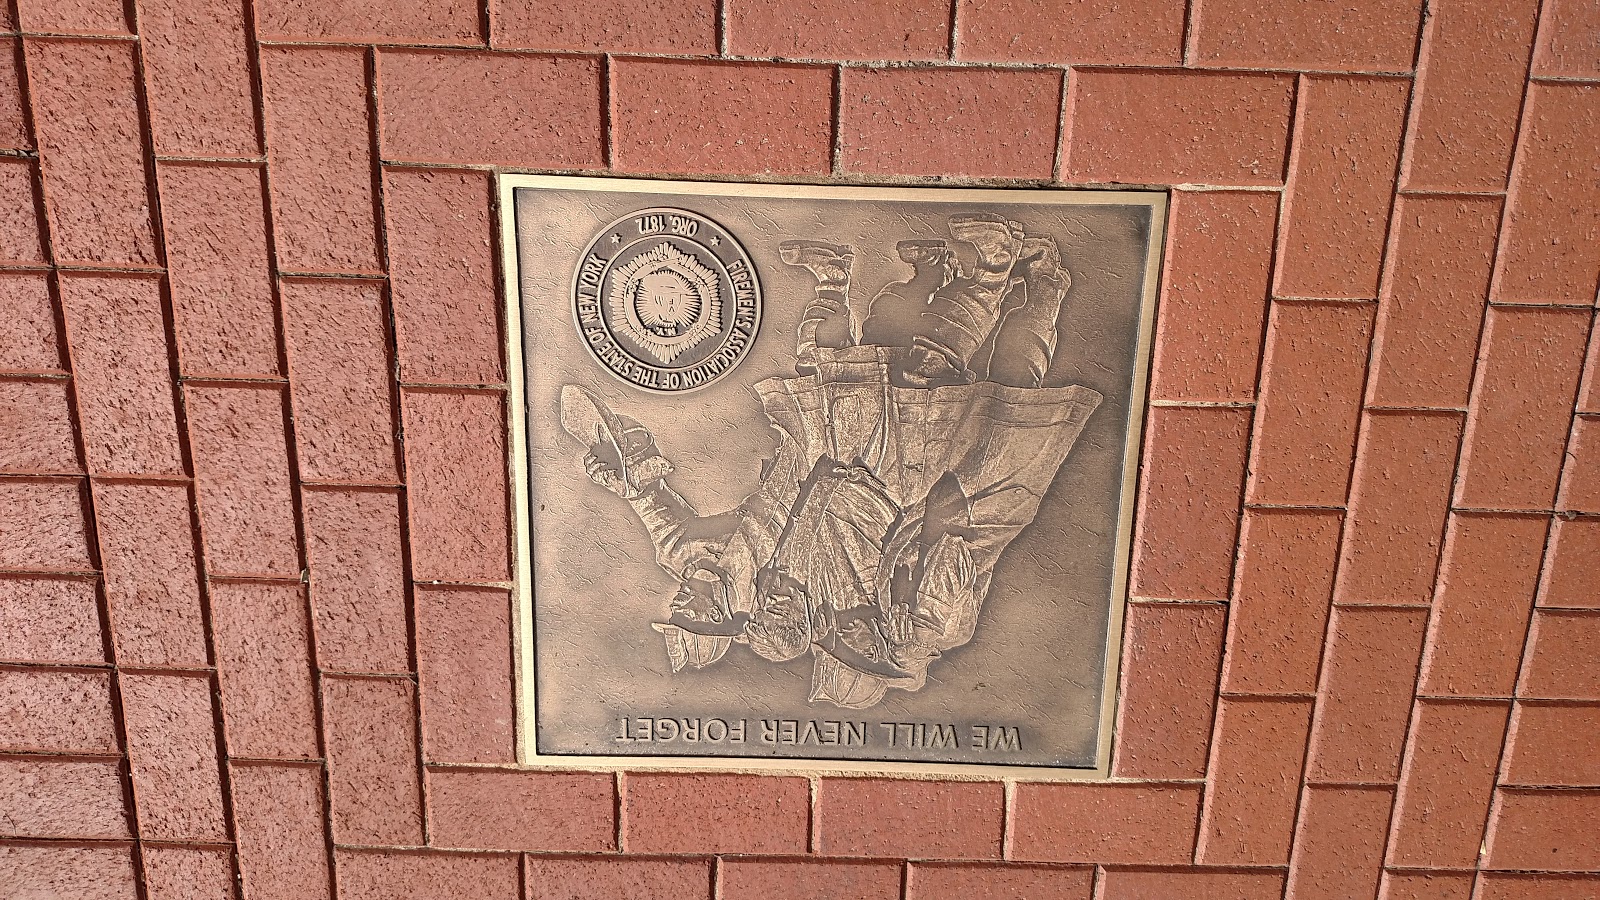 WE WILL NEVER FORGET
FIREMEN'S ASSOCIATION OF THE STATE OF NEW YORK
ORG. 1872